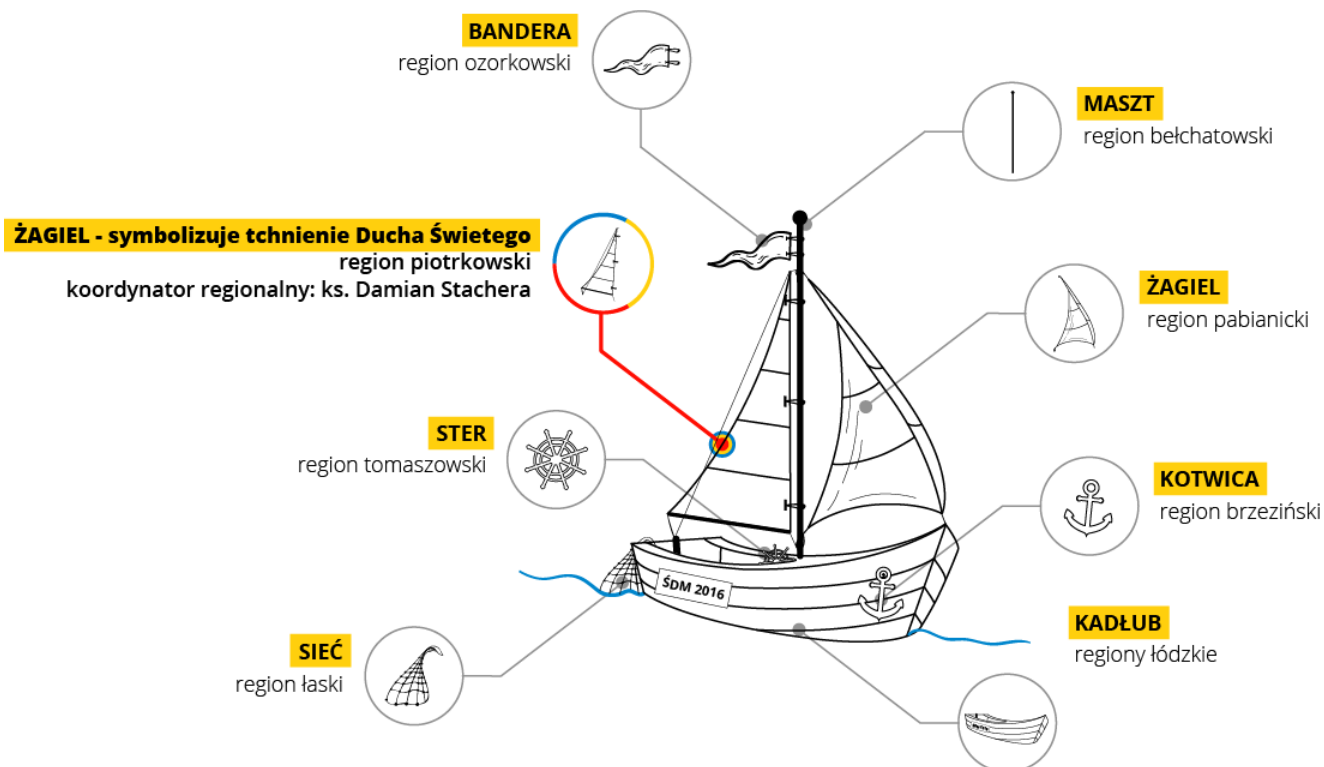 BANDERA
region ozorkowski
MASZT
region bełchatowski
ŻAGIEL - symbolizuje tchnienie Ducha Świetego
region piotrkowski
koordynator regionalny: ks. Damian Stachera
ŻAGIEL
region pabianicki
STER
region tomaszowski
KOTWICA
region brzeziński
ŚDM 2016
KADŁUB
regiony łódzkie
SIEĆ
region łaski